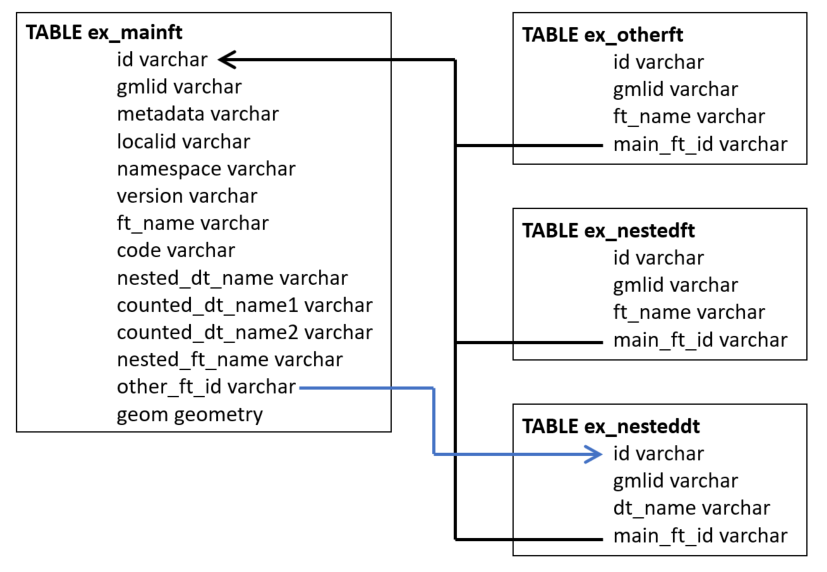 TABLE ex_mainft
id varchar
gmlid varchar
metadata varchar
localid varchar
namespace varchar
version varchar
ft_name varchar
code varchar
nested_dt_name varchar
counted_dt_name1 varchar
counted_dt_name2 varchar
nested_ft_name varchar
other_ft_id varchar
geom geometry
TABLE ex_otherft
id varchar
gmlid varchar
ft_name varchar
main_ft_id varchar
TABLE ex_nestedft
id varchar
gmlid varchar
ft_name varchar
main_ft_id varchar
TABLE ex_nesteddt
id varchar
gmlid varchar
dt_name varchar
main_ft_id varchar